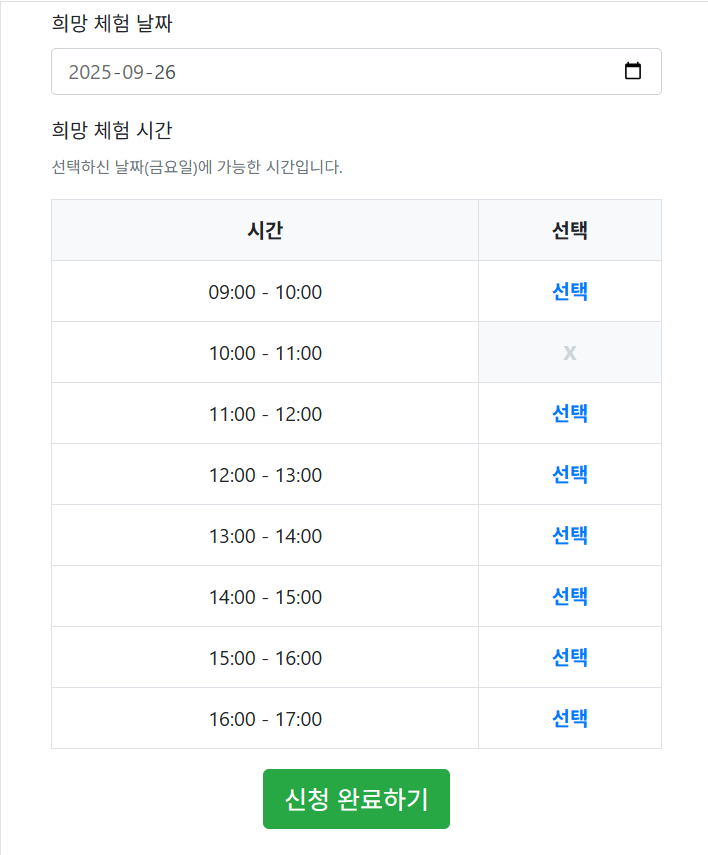 희망 체험 날짜
2025-09-26
희망 체험 시간
선택하신 날짜(금요일)에 가능한 시간입니다.
시간 선택
09:00 - 10:00 선택
10:00 - 11:00 X
11:00 - 12:00 선택
12:00 - 13:00 선택
13:00 - 14:00 선택
14:00 - 15:00 선택
15:00 - 16:00 선택
16:00 - 17:00 선택
신청 완료하기